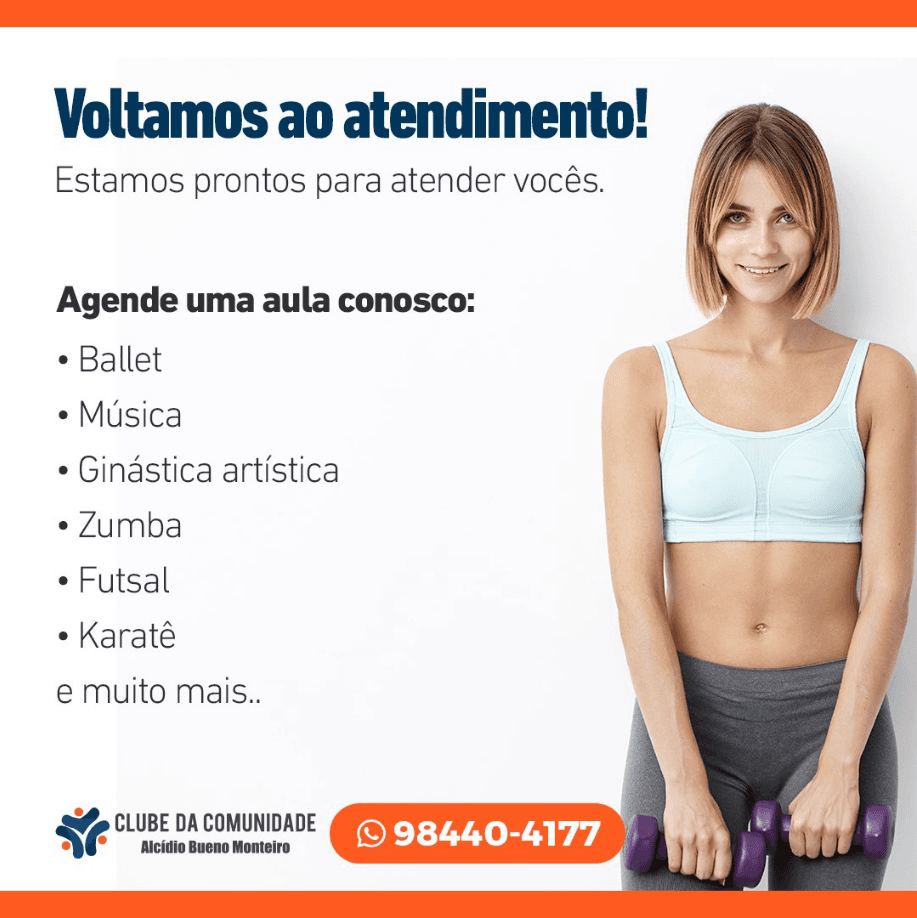 Voltamos ao atendimento!
Estamos prontos para atender vocês.
Agende uma aula conosco:
• Ballet
• Música
• Ginástica artística
• Zumba
• Futsal
• Karatê
e muito mais..
CLUBE DA COMUNIDADE
Alcídio Bueno Monteiro
98440-4177